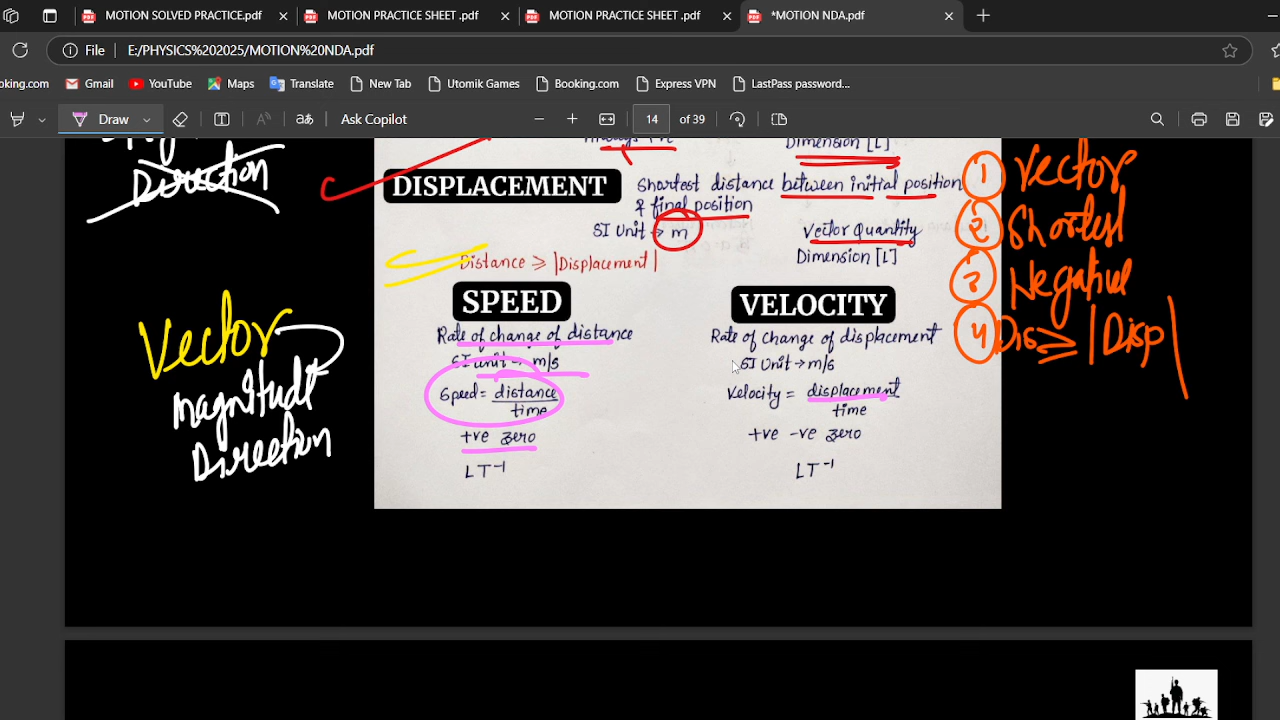 MOTION SOLVED PRACTICE.pdf
MOTION PRACTICE SHEET .pdf
MOTION PRACTICE SHEET .pdf
*MOTION NDA.pdf
File
E:/PHYSICS%202025/MOTION%20NDA.pdf
oking.com
Gmail
YouTube
Maps
Translate
New Tab
Utomik Games
Booking.com
Express VPN
LastPass password...
Draw
aあ
Ask Copilot
14 of 39
Dimension [L]
Direction
DISPLACEMENT
Shortest distance between initial position
& final position
SI Unit → m
Vector Quantity
Dimension [L]
Distance ⩾ |Displacement|
SPEED
Rate of change of distance
SI unit → m/s
Speed = distance
time
+ve zero
LT⁻¹
VELOCITY
Rate of change of displacement
SI Unit → m/s
Velocity = displacement
time
+ve -ve zero
LT⁻¹
Vector
Magnitude
Direction
1 Vector
2 Shortest
3 Negative
4 Dis ≥ |Disp|